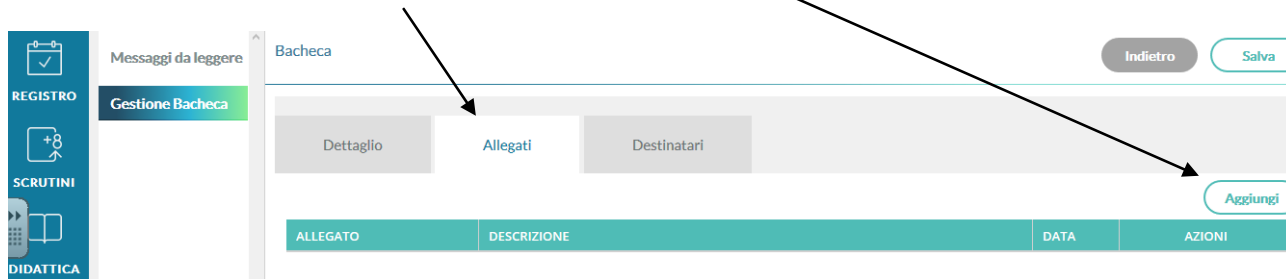 REGISTRO
SCRUTINI
+8
DIDATTICA
Messaggi da leggere
Gestione Bacheca
Bacheca
Indietro
Salva
Dettaglio
Allegati
Destinatari
Aggiungi
ALLEGATO
DESCRIZIONE
DATA
AZIONI